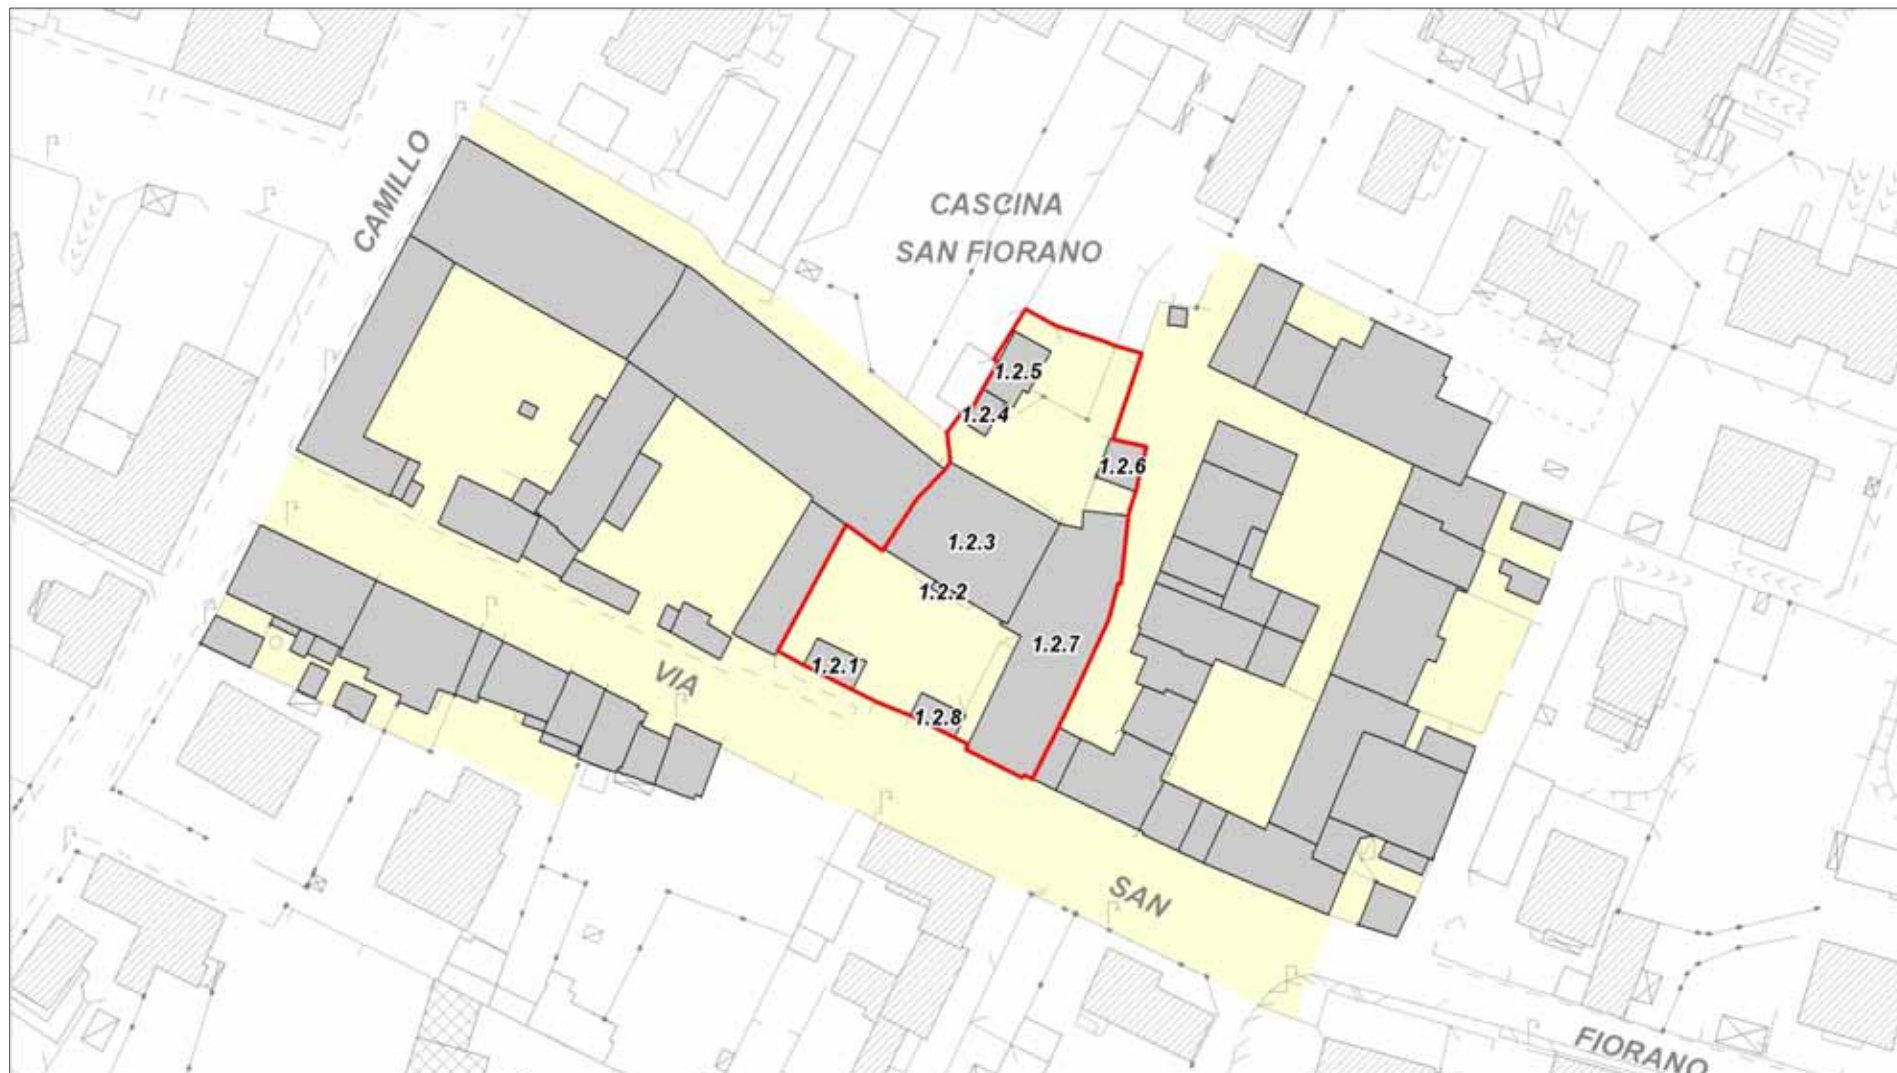 CAMILLO
CASCINA
SAN FIORANO
1.2.5
1.2.4
1.2.6
1.2.3
1.2.2
1.2.7
1.2.1
1.2.8
VIA
SAN
FIORANO